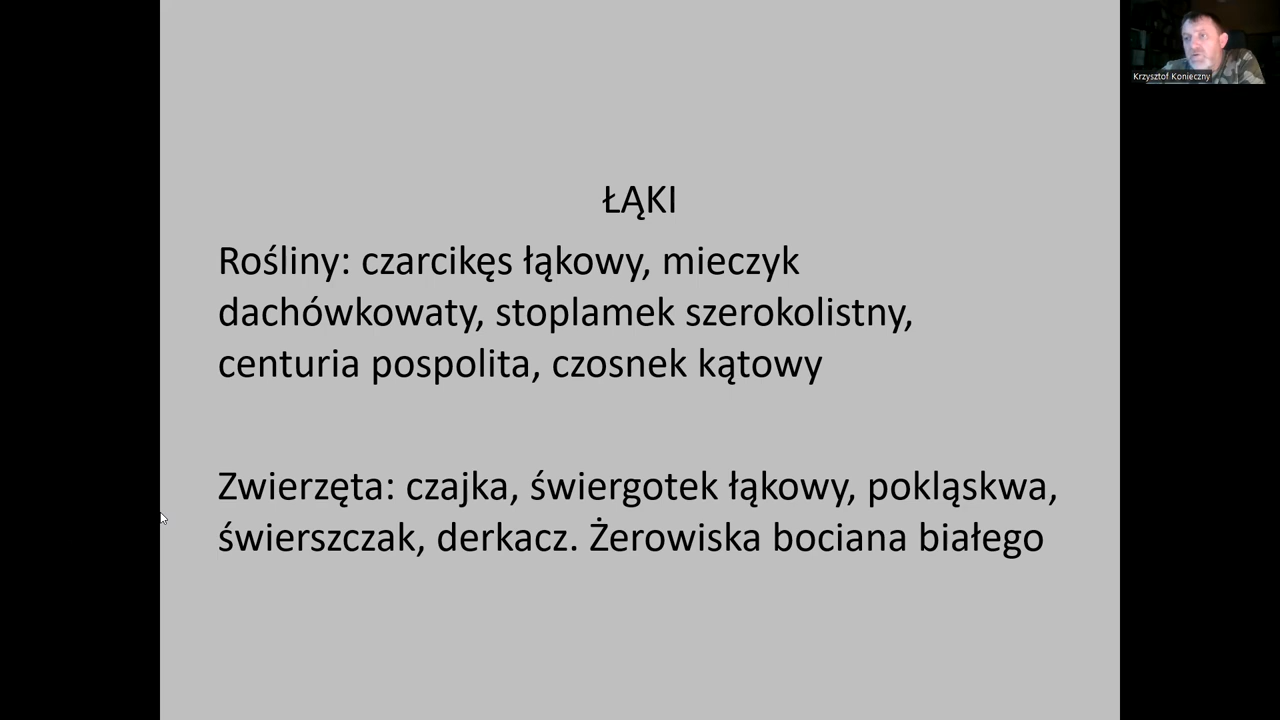 Krzysztof Konieczny
ŁĄKI
Rośliny: czarcikęs łąkowy, mieczyk
dachówkowaty, stoplamek szerokolistny,
centuria pospolita, czosnek kątowy
Zwierzęta: czajka, świergotek łąkowy, pokląskwa,
świerszczak, derkacz. Żerowiska bociana białego